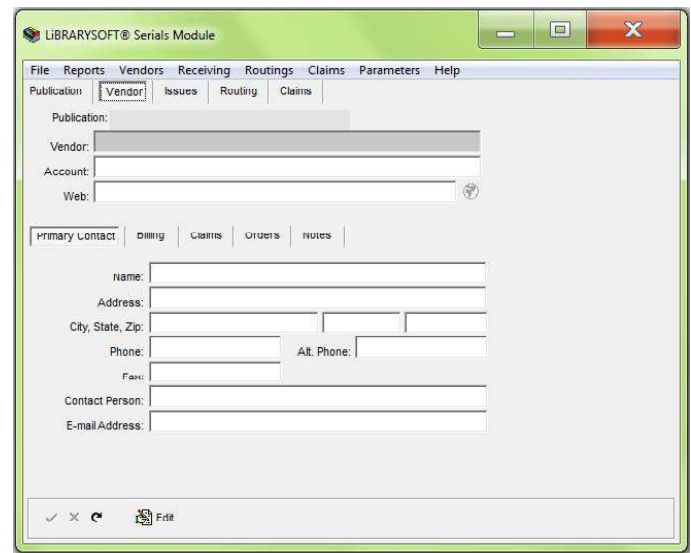 LiBRARYSOFT® Serials Module
File Reports Vendors Receiving Routings Claims Parameters Help
Publication Vendor Issues Routing Claims
Publication:
Vendor:
Account:
Web:
Primary Contact Billing Claims Orders Notes
Name:
Address:
City, State, Zip:
Phone: Alt. Phone:
Fax:
Contact Person:
E-mail Address:
Edit